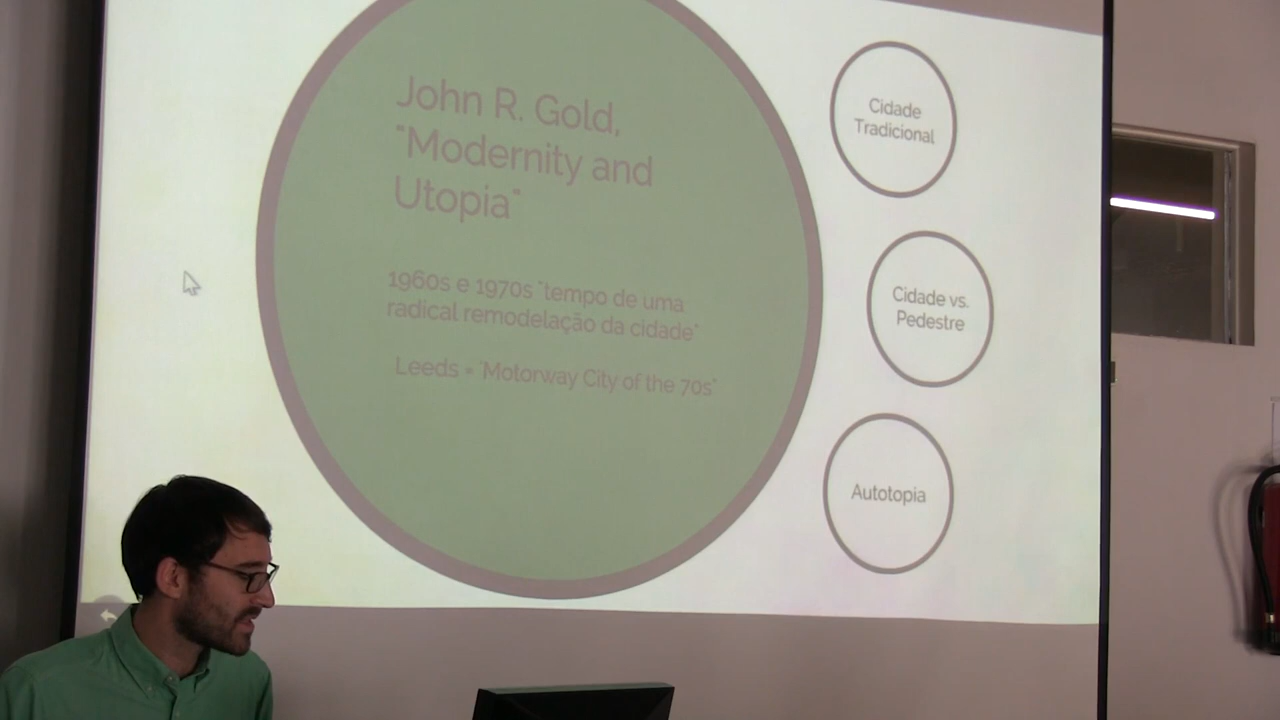 John R. Gold,
"Modernity and
Utopia"
1960s e 1970s "tempo de uma
radical remodelação da cidade"
Leeds = "Motorway City of the 70s"
Cidade
Tradicional
Cidade vs.
Pedestre
Autotopia